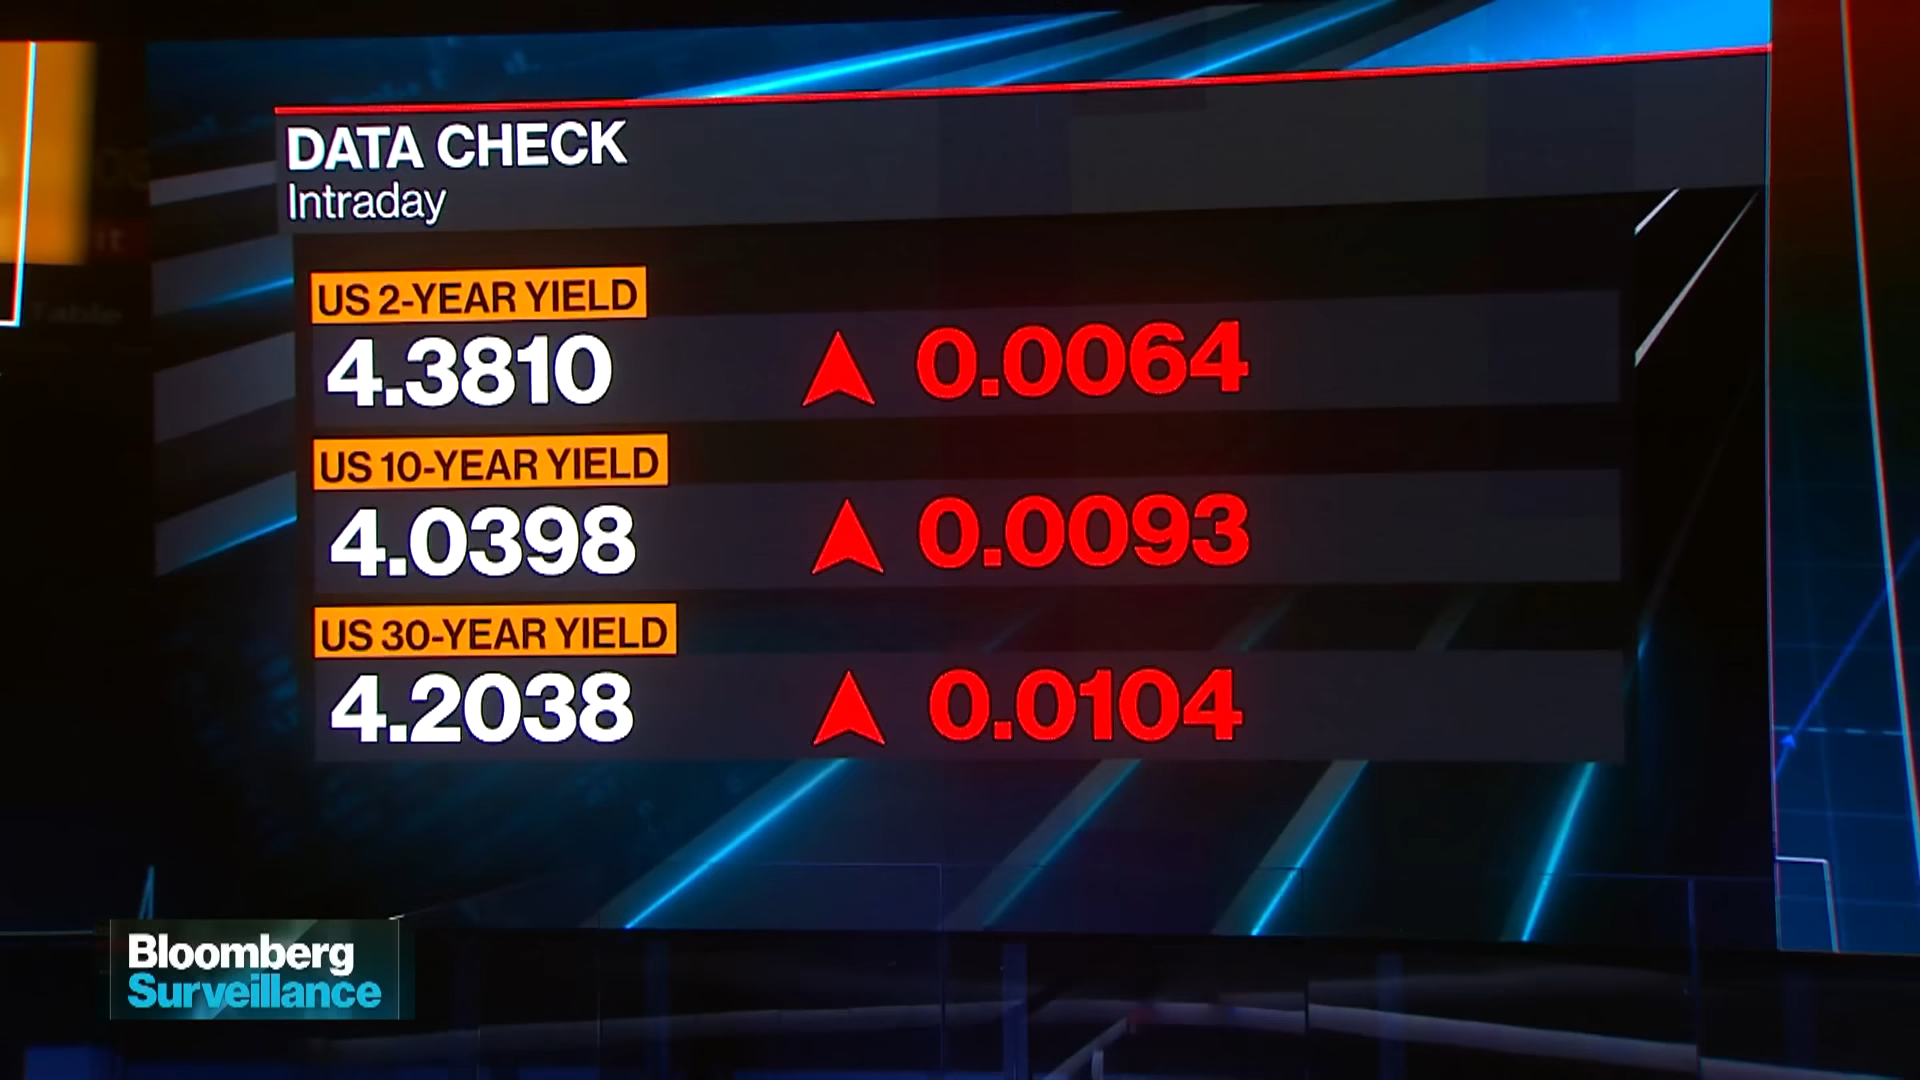 DATA CHECK
Intraday
US 2-YEAR YIELD
4.3810 ▲ 0.0064
US 10-YEAR YIELD
4.0398 ▲ 0.0093
US 30-YEAR YIELD
4.2038 ▲ 0.0104
Table
Bloomberg
Surveillance